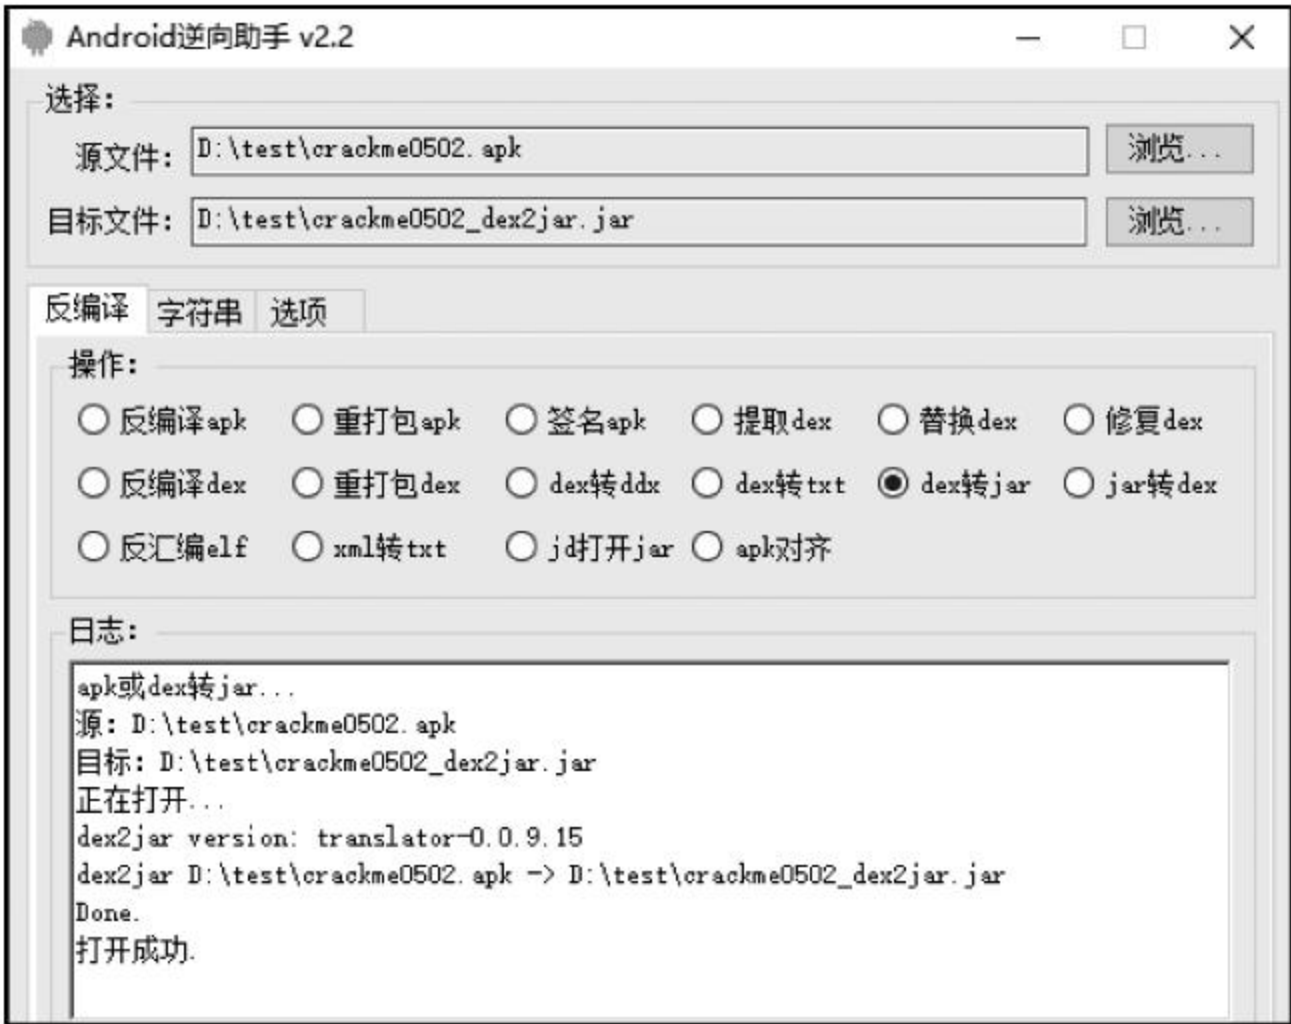 Android逆向助手 v2.2
选择：
源文件： D:\test\crackme0502.apk 浏览...
目标文件： D:\test\crackme0502_dex2jar.jar 浏览...
反编译 字符串 选项
操作：
反编译apk 重打包apk 签名apk 提取dex 替换dex 修复dex
反编译dex 重打包dex dex转ddx dex转txt dex转jar jar转dex
反汇编elf xml转txt jd打开jar apk对齐
日志：
apk或dex转jar...
源：D:\test\crackme0502.apk
目标：D:\test\crackme0502_dex2jar.jar
正在打开...
dex2jar version: translator-0.0.9.15
dex2jar D:\test\crackme0502.apk -> D:\test\crackme0502_dex2jar.jar
Done.
打开成功.